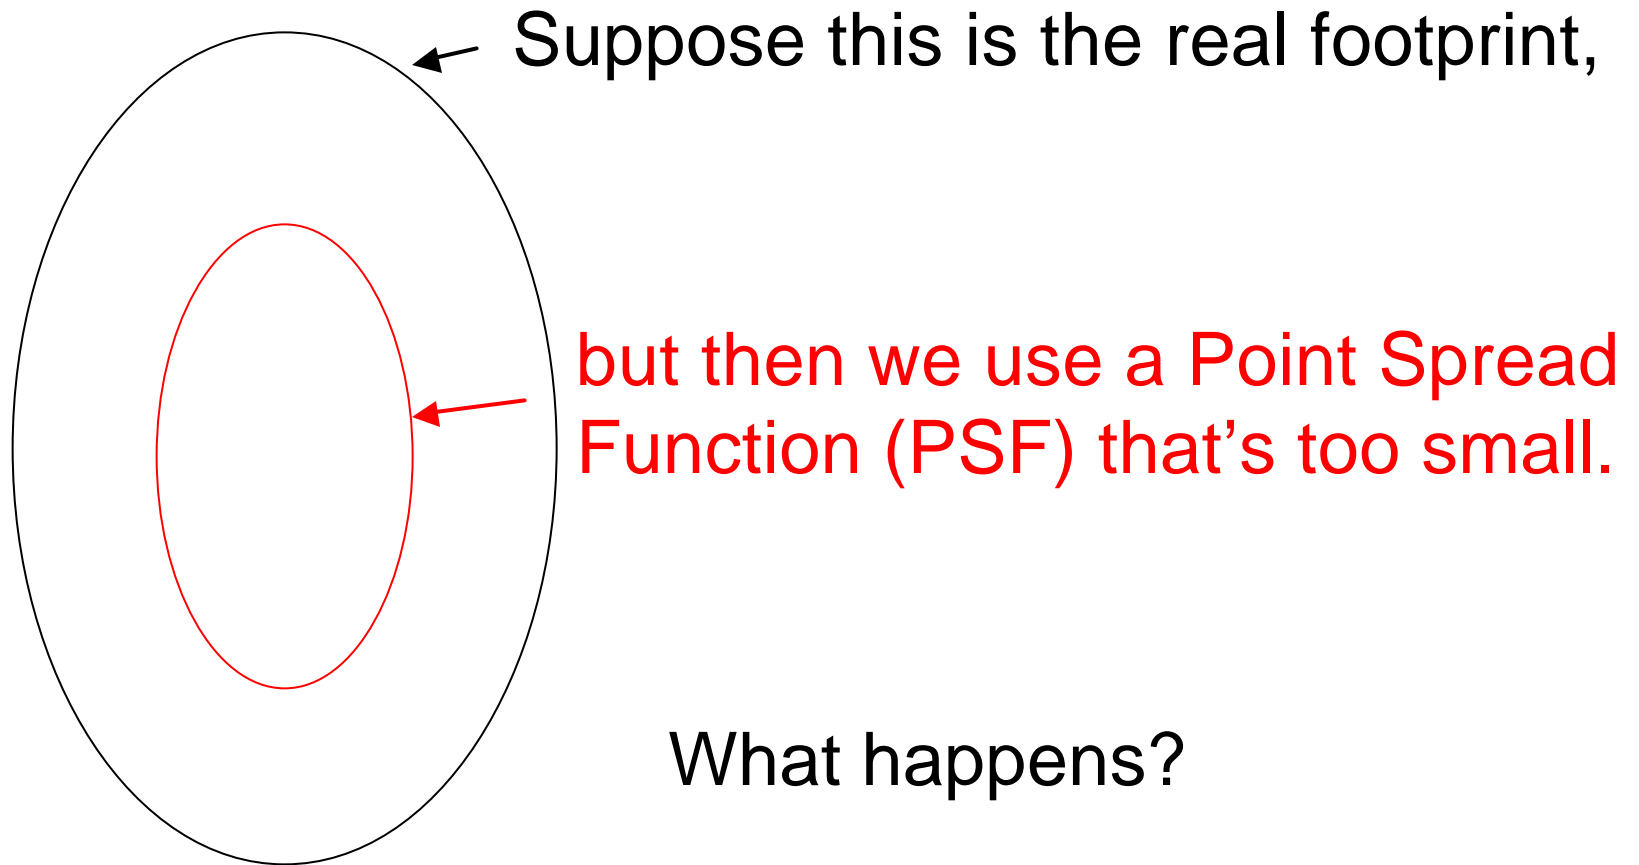 Suppose this is the real footprint,
but then we use a Point Spread
Function (PSF) that’s too small.
What happens?